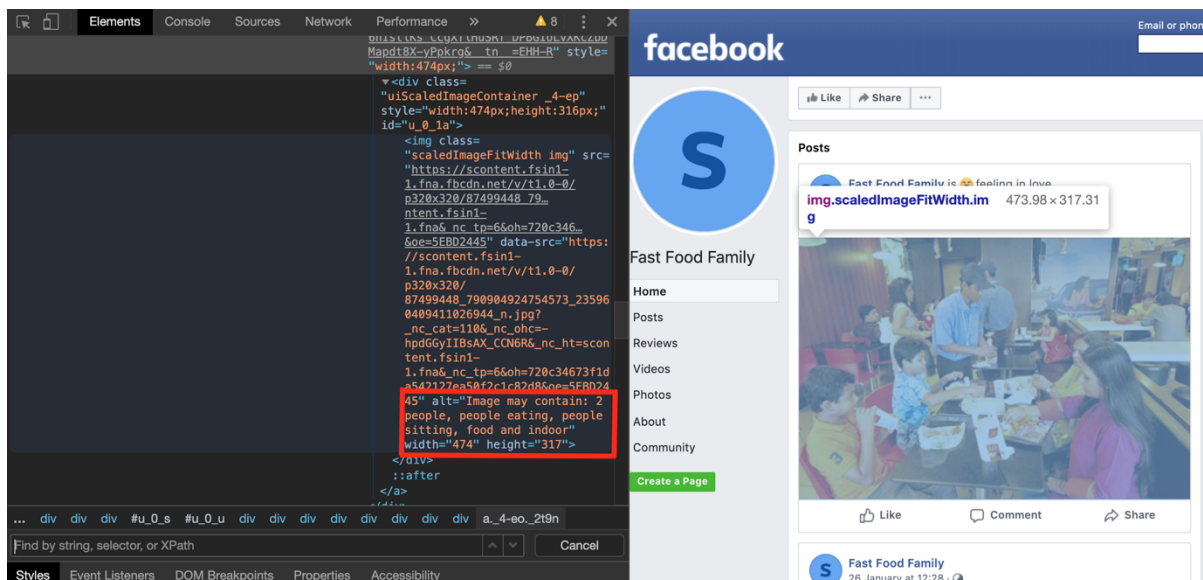 Elements Console Sources Network Performance » 8
Mapdt8X-yPpkrg&__tn__=EHH-R" style=
"width:474px;"> == $0
▼<div class=
"uiScaledImageContainer _4-ep"
style="width:474px;height:316px;"
id="u_0_1a">
<img class=
"scaledImageFitWidth img" src=
"https://scontent.fsin1-
1.fna.fbcdn.net/v/t1.0-0/
p320x320/87499448_79…
ntent.fsin1-
1.fna&_nc_tp=6&oh=720c346…
&oe=5EBD2445" data-src="https:
//scontent.fsin1-
1.fna.fbcdn.net/v/t1.0-0/
p320x320/
87499448_790904924754573_23596
0409411026944_n.jpg?
_nc_cat=110&_nc_ohc=-
hpdGGyIIBsAX_CCN6R&_nc_ht=scon
tent.fsin1-
1.fna&_nc_tp=6&oh=720c34673f1d
a542127ea50f2c1c82d8&oe=5EBD24
45" alt="Image may contain: 2
people, people eating, people
sitting, food and indoor"
width="474" height="317">
</div>
::after
</a>
... div div div #u_0_s #u_0_u div div div div div div div div a._4-eo._2t9n
Find by string, selector, or XPath
Cancel
Styles Event Listeners DOM Breakpoints Properties Accessibility
facebook
Email or phon
S
Fast Food Family
Home
Posts
Reviews
Videos
Photos
About
Community
Create a Page
Like Share ...
Posts
Fast Food Family is feeling in love
img.scaledImageFitWidth.im 473.98 × 317.31
g
Like Comment Share
S
Fast Food Family
26 January at 12:28 ·